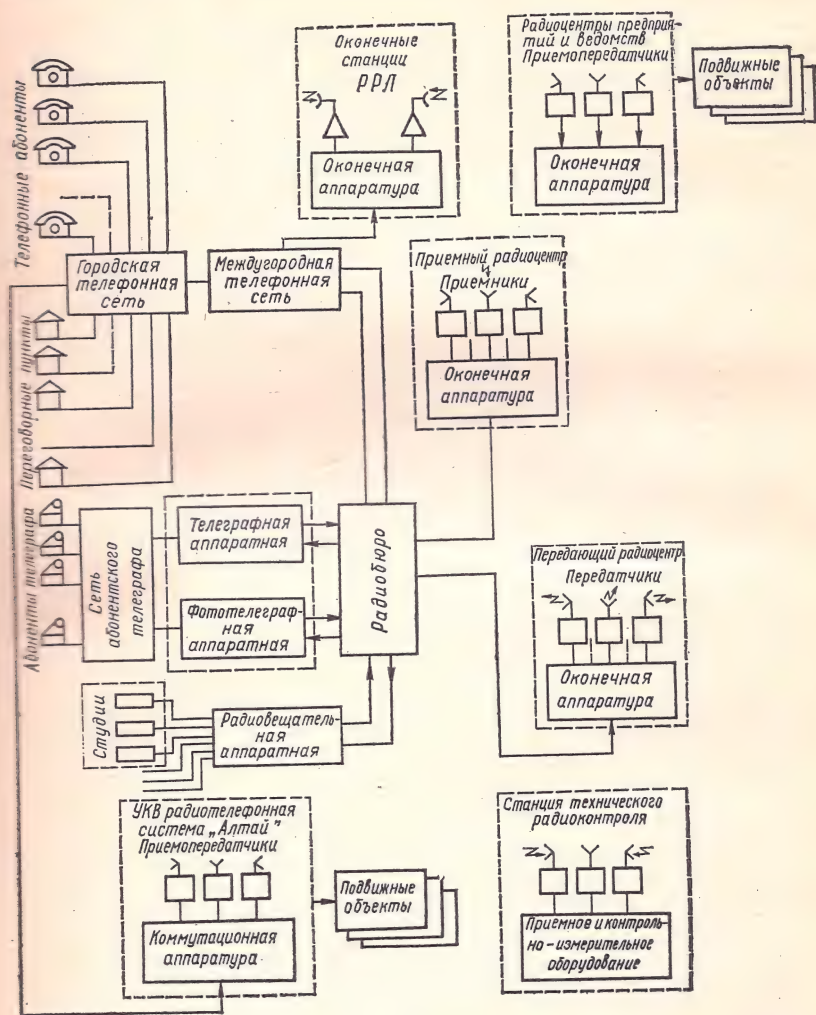 Оконечные
станции
РРЛ
Оконечная
аппаратура
Радиоцентры предприя-
тий и ведомств
Приемопередатчики
Оконечная
аппаратура
Подвижные
объекты
Телефонные абоненты
Городская
телефонная
сеть
Междугородная
телефонная
сеть
Приемный радиоцентр
Приемники
Оконечная
аппаратура
Переговорные пункты
Абоненты телеграфа
Сеть
абонентского
телеграфа
Телеграфная
аппаратная
Фототелеграф-
ная
аппаратная
Радиобюро
Передающий радиоцентр
Передатчики
Оконечная
аппаратура
Студии
Радиовещатель-
ная
аппаратная
УКВ радиотелефонная
система „Алтай"
Приемопередатчики
Коммутационная
аппаратура
Подвижные
объекты
Станция технического
радиоконтроля
Приемное и контроль-
но-измерительное
оборудование